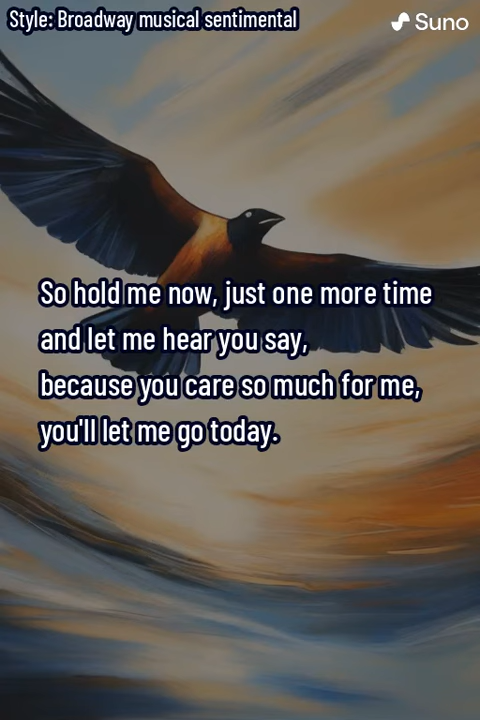 Style: Broadway musical sentimental
Suno
So hold me now, just one more time
and let me hear you say,
because you care so much for me,
you'll let me go today.